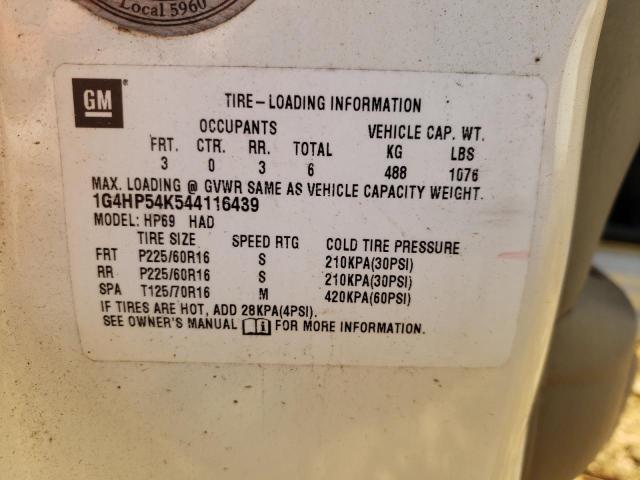 Local 5960
GM
TIRE-LOADING INFORMATION
OCCUPANTS VEHICLE CAP. WT.
FRT. CTR. RR. TOTAL KG LBS
3 0 3 6 488 1076
MAX. LOADING @ GVWR SAME AS VEHICLE CAPACITY WEIGHT.
1G4HP54K544116439
MODEL: HP69 HAD
TIRE SIZE SPEED RTG COLD TIRE PRESSURE
FRT P225/60R16 S 210KPA(30PSI)
RR P225/60R16 S 210KPA(30PSI)
SPA T125/70R16 M 420KPA(60PSI)
IF TIRES ARE HOT, ADD 28KPA(4PSI).
SEE OWNER'S MANUAL FOR MORE INFORMATION.